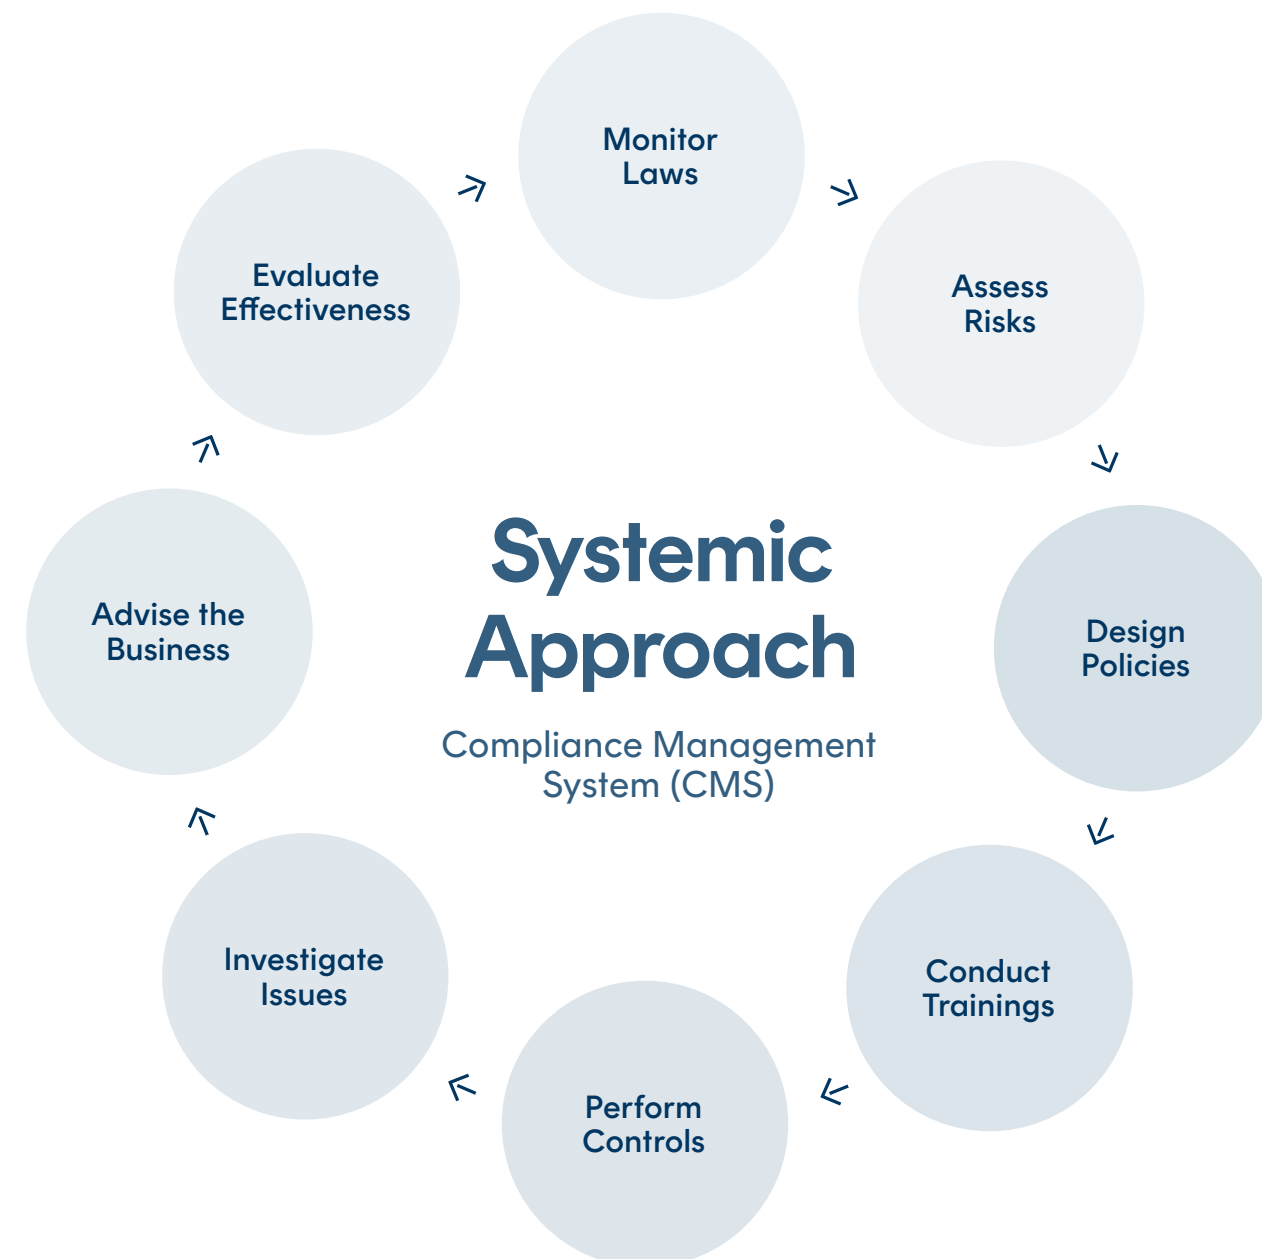 Monitor
Laws
Assess
Risks
Design
Policies
Conduct
Trainings
Perform
Controls
Investigate
Issues
Advise the
Business
Evaluate
Effectiveness
Systemic
Approach
Compliance Management
System (CMS)